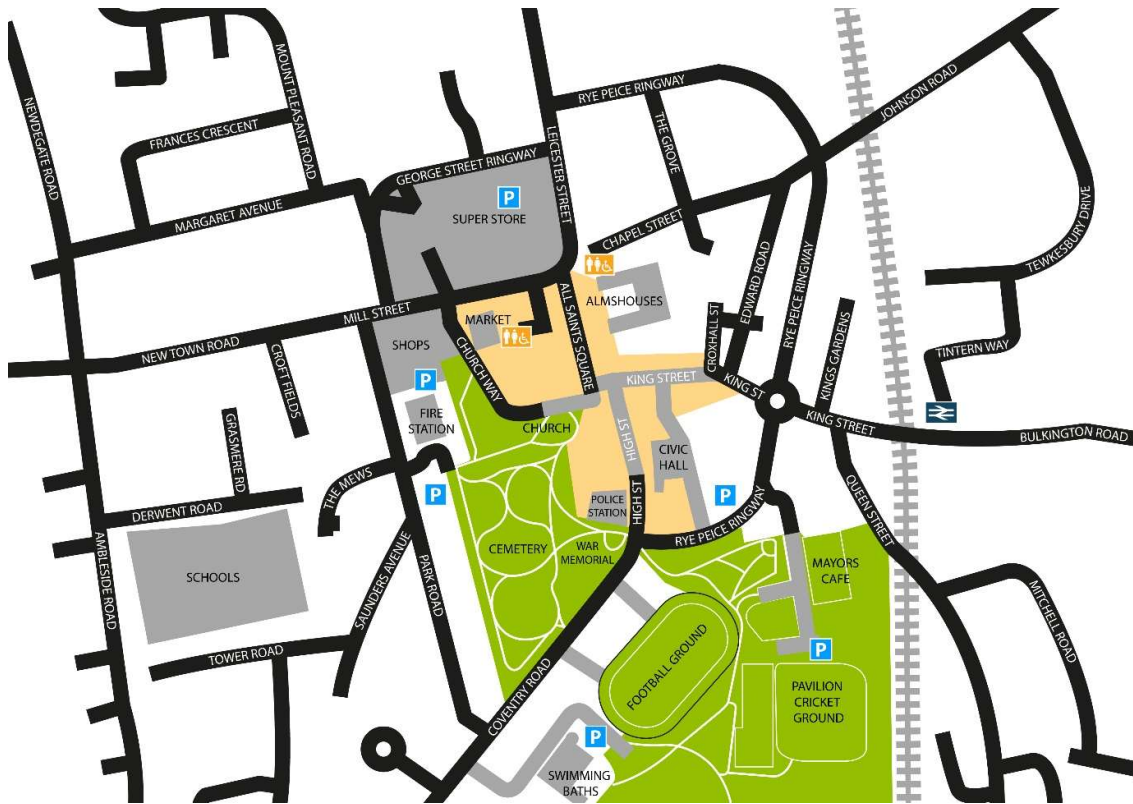 NEWDEGATE ROAD
MOUNT PLEASANT ROAD
FRANCES CRESCENT
MARGARET AVENUE
GEORGE STREET RINGWAY
LEICESTER STREET
RYE PEICE RINGWAY
THE GROVE
JOHNSON ROAD
P
SUPER STORE
CHAPEL STREET
EDWARD ROAD
RYE PEICE RINGWAY
TEWKESBURY DRIVE
MILL STREET
MARKET
ALL SAINTS SQUARE
ALMSHOUSES
CROXHALL ST
KINGS GARDENS
TINTERN WAY
NEW TOWN ROAD
CROFT FIELDS
SHOPS
P
CHURCH WAY
KING STREET
KING ST
KING STREET
BULKINGTON ROAD
GRASMERE RD
FIRE
STATION
CHURCH
HIGH ST
CIVIC
HALL
THE MEWS
P
HIGH ST
POLICE
STATION
P
RYE PEICE RINGWAY
QUEEN STREET
DERWENT ROAD
AMBLESIDE ROAD
SCHOOLS
SAUNDERS AVENUE
PARK ROAD
CEMETERY
WAR
MEMORIAL
MAYORS
CAFE
MITCHELL ROAD
TOWER ROAD
COVENTRY ROAD
FOOTBALL GROUND
P
PAVILION
CRICKET
GROUND
P
SWIMMING
BATHS